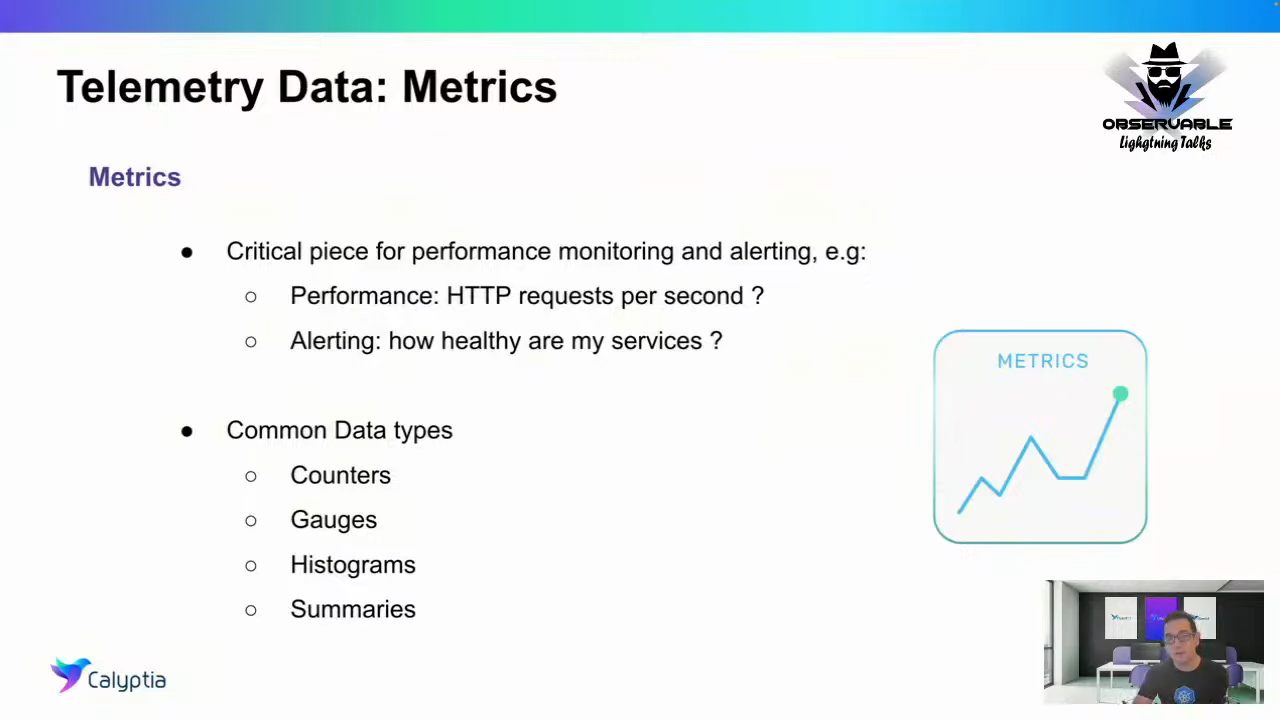 Telemetry Data: Metrics
OBSERVABLE
Lighgtning Talks
Metrics
● Critical piece for performance monitoring and alerting, e.g:
○ Performance: HTTP requests per second ?
○ Alerting: how healthy are my services ?
● Common Data types
○ Counters
○ Gauges
○ Histograms
○ Summaries
METRICS
Calyptia